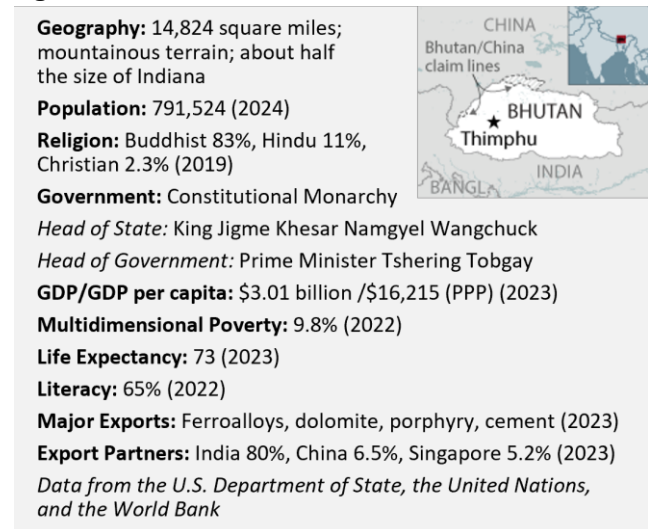 Geography: 14,824 square miles;
mountainous terrain; about half
the size of Indiana
Population: 791,524 (2024)
Religion: Buddhist 83%, Hindu 11%,
Christian 2.3% (2019)
Government: Constitutional Monarchy
Head of State: King Jigme Khesar Namgyel Wangchuck
Head of Government: Prime Minister Tshering Tobgay
GDP/GDP per capita: $3.01 billion /$16,215 (PPP) (2023)
Multidimensional Poverty: 9.8% (2022)
Life Expectancy: 73 (2023)
Literacy: 65% (2022)
Major Exports: Ferroalloys, dolomite, porphyry, cement (2023)
Export Partners: India 80%, China 6.5%, Singapore 5.2% (2023)
Data from the U.S. Department of State, the United Nations,
and the World Bank
CHINA
Bhutan/China
claim lines
BHUTAN
Thimphu
INDIA
BANGL